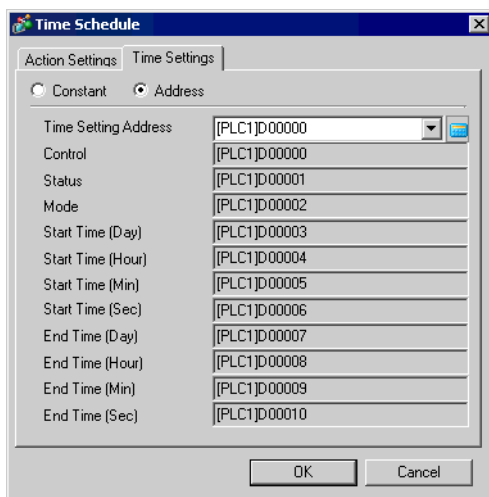 Time Schedule
Action Settings Time Settings
Constant Address
Time Setting Address [PLC1]D00000
Control [PLC1]D00000
Status [PLC1]D00001
Mode [PLC1]D00002
Start Time (Day) [PLC1]D00003
Start Time (Hour) [PLC1]D00004
Start Time (Min) [PLC1]D00005
Start Time (Sec) [PLC1]D00006
End Time (Day) [PLC1]D00007
End Time (Hour) [PLC1]D00008
End Time (Min) [PLC1]D00009
End Time (Sec) [PLC1]D00010
OK Cancel